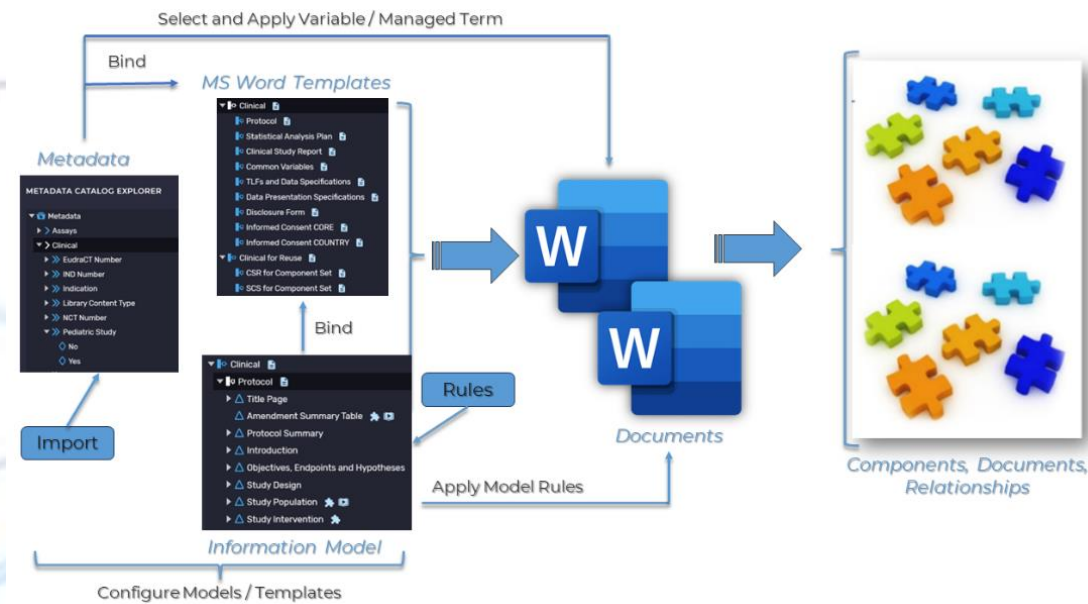 Select and Apply Variable / Managed Term
Bind
MS Word Templates
Clinical
Protocol
Statistical Analysis Plan
Clinical Study Report
Common Variables
TLFs and Data Specifications
Data Presentation Specifications
Disclosure Form
Informed Consent CORE
Informed Consent COUNTRY
Clinical for Reuse
CSR for Component Set
SCS for Component Set
Metadata
METADATA CATALOG EXPLORER
Metadata
Assays
Clinical
EudraCT Number
IND Number
Indication
Library Content Type
NCT Number
Pediatric Study
No
Yes
Import
Bind
Clinical
Protocol
Title Page
Amendment Summary Table
Protocol Summary
Introduction
Objectives, Endpoints and Hypotheses
Study Design
Study Population
Study Intervention
Information Model
Rules
Apply Model Rules
Configure Models / Templates
W
W
Documents
Components, Documents,
Relationships